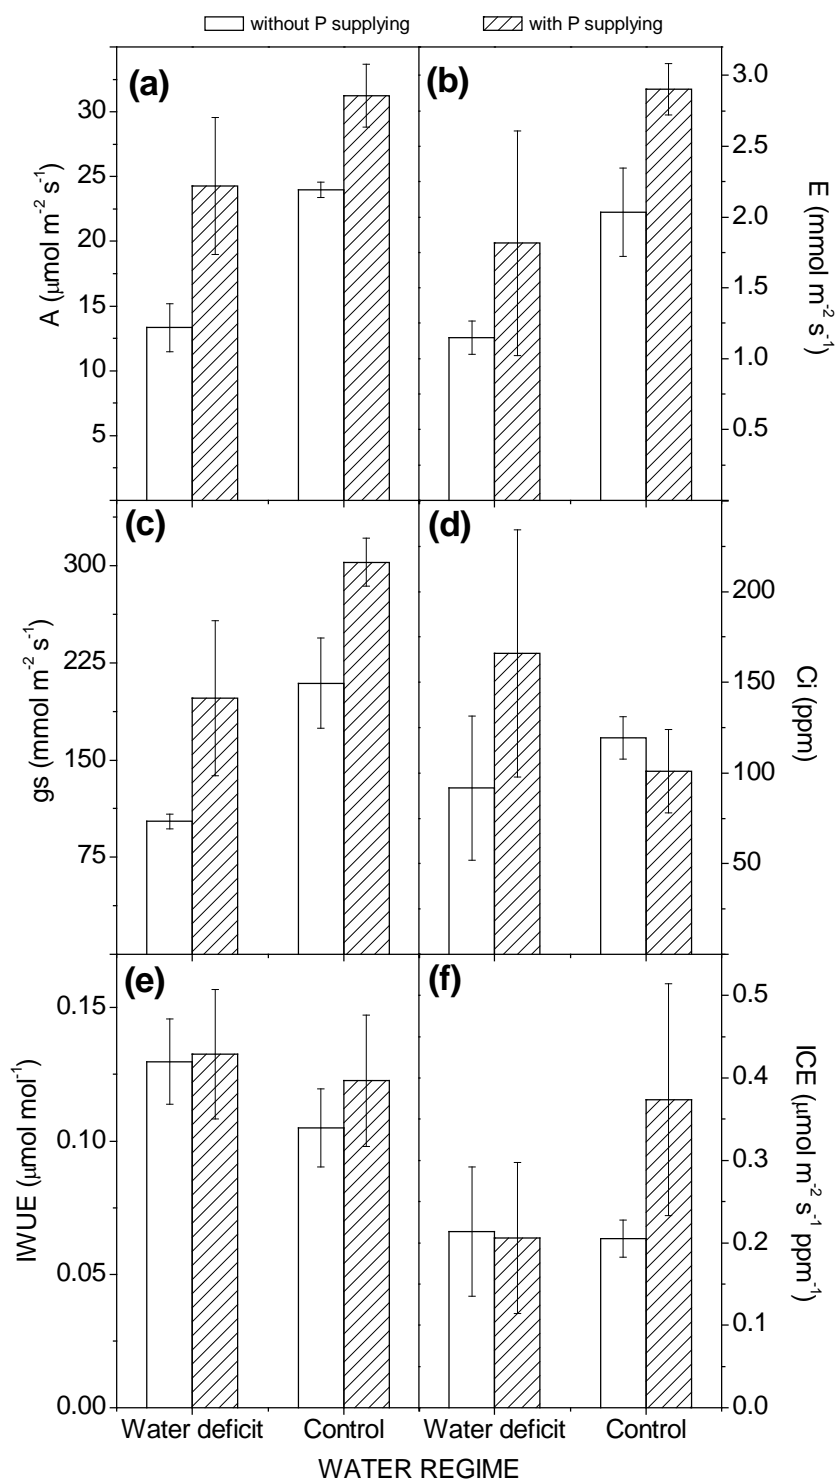 without P supplying with P supplying
(a)
A (μmol m⁻² s⁻¹)
30
25
20
15
10
5
(b)
E (mmol m⁻² s⁻¹)
3.0
2.5
2.0
1.5
1.0
0.5
(c)
gs (mmol m⁻² s⁻¹)
300
225
150
75
(d)
Ci (ppm)
200
150
100
50
(e)
IWUE (μmol mol⁻¹)
0.15
0.10
0.05
0.00
(f)
ICE (μmol m⁻² s⁻¹ ppm⁻¹)
0.5
0.4
0.3
0.2
0.1
0.0
Water deficit Control Water deficit Control
WATER REGIME